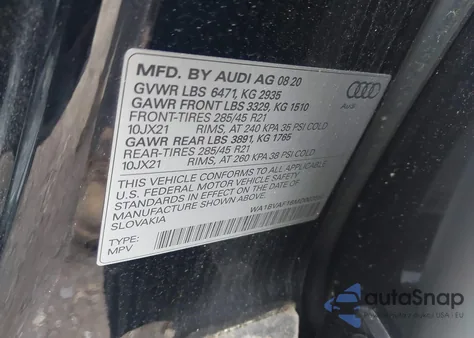 MFD. BY AUDI AG 08 20
GVWR LBS 6471, KG 2935
GAWR FRONT LBS 3329, KG 1510
FRONT-TIRES 285/45 R21
10JX21 RIMS, AT 240 KPA 35 PSI COLD
GAWR REAR LBS 3891, KG 1765
REAR-TIRES 285/45 R21
10JX21 RIMS, AT 260 KPA 38 PSI COLD
THIS VEHICLE CONFORMS TO ALL APPLICABLE
U.S. FEDERAL MOTOR VEHICLE SAFETY
STANDARDS IN EFFECT ON THE DATE OF
MANUFACTURE SHOWN ABOVE.
SLOVAKIA
TYPE:
MPV
Audi
autoSnap